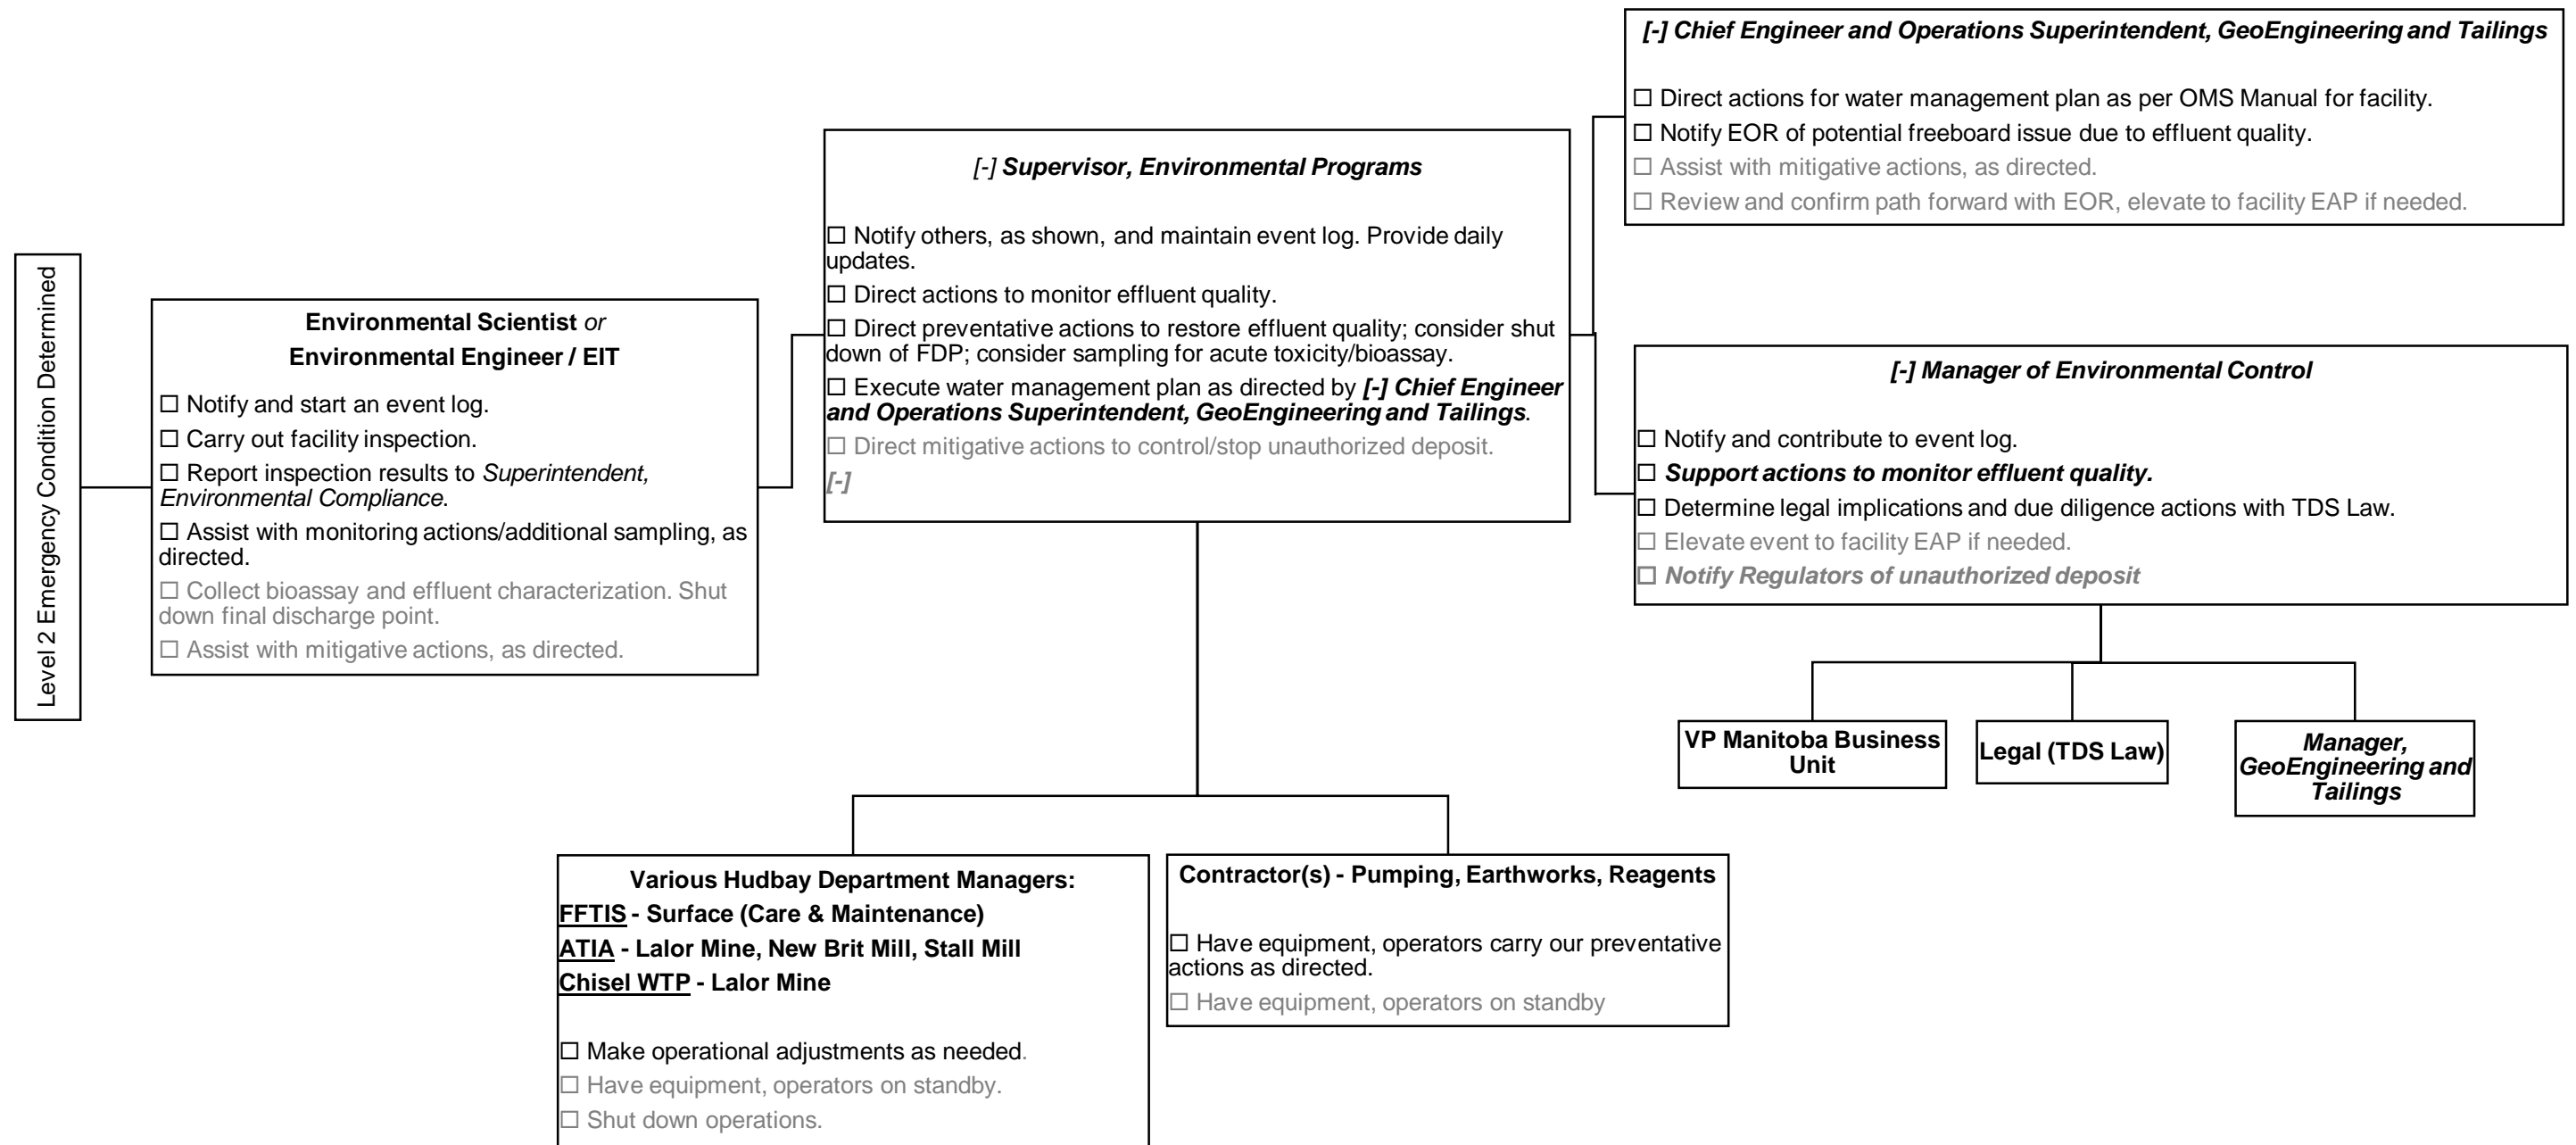 Level 2 Emergency Condition Determined
Environmental Scientist or
Environmental Engineer / EIT
☐ Notify and start an event log.
☐ Carry out facility inspection.
☐ Report inspection results to Superintendent,
Environmental Compliance.
☐ Assist with monitoring actions/additional sampling, as
directed.
☐ Collect bioassay and effluent characterization. Shut
down final discharge point.
☐ Assist with mitigative actions, as directed.
[-] Supervisor, Environmental Programs
☐ Notify others, as shown, and maintain event log. Provide daily
updates.
☐ Direct actions to monitor effluent quality.
☐ Direct preventative actions to restore effluent quality; consider shut
down of FDP; consider sampling for acute toxicity/bioassay.
☐ Execute water management plan as directed by [-] Chief Engineer
and Operations Superintendent, GeoEngineering and Tailings.
☐ Direct mitigative actions to control/stop unauthorized deposit.
[-]
[-] Chief Engineer and Operations Superintendent, GeoEngineering and Tailings
☐ Direct actions for water management plan as per OMS Manual for facility.
☐ Notify EOR of potential freeboard issue due to effluent quality.
☐ Assist with mitigative actions, as directed.
☐ Review and confirm path forward with EOR, elevate to facility EAP if needed.
[-] Manager of Environmental Control
☐ Notify and contribute to event log.
☐ Support actions to monitor effluent quality.
☐ Determine legal implications and due diligence actions with TDS Law.
☐ Elevate event to facility EAP if needed.
☐ Notify Regulators of unauthorized deposit
VP Manitoba Business
Unit
Legal (TDS Law)
Manager,
GeoEngineering and
Tailings
Various Hudbay Department Managers:
FFTIS - Surface (Care & Maintenance)
ATIA - Lalor Mine, New Brit Mill, Stall Mill
Chisel WTP - Lalor Mine
☐ Make operational adjustments as needed.
☐ Have equipment, operators on standby.
☐ Shut down operations.
Contractor(s) - Pumping, Earthworks, Reagents
☐ Have equipment, operators carry our preventative
actions as directed.
☐ Have equipment, operators on standby